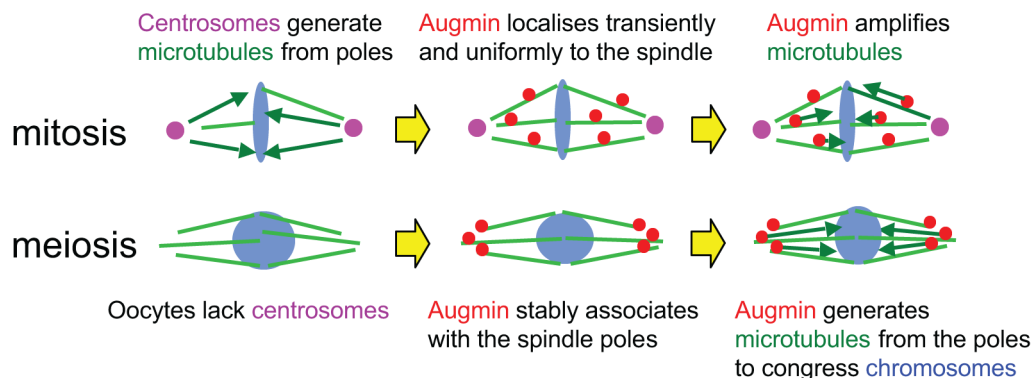 Centrosomes generate
microtubules from poles
Augmin localises transiently
and uniformly to the spindle
Augmin amplifies
microtubules
mitosis
meiosis
Oocytes lack centrosomes
Augmin stably associates
with the spindle poles
Augmin generates
microtubules from the poles
to congress chromosomes